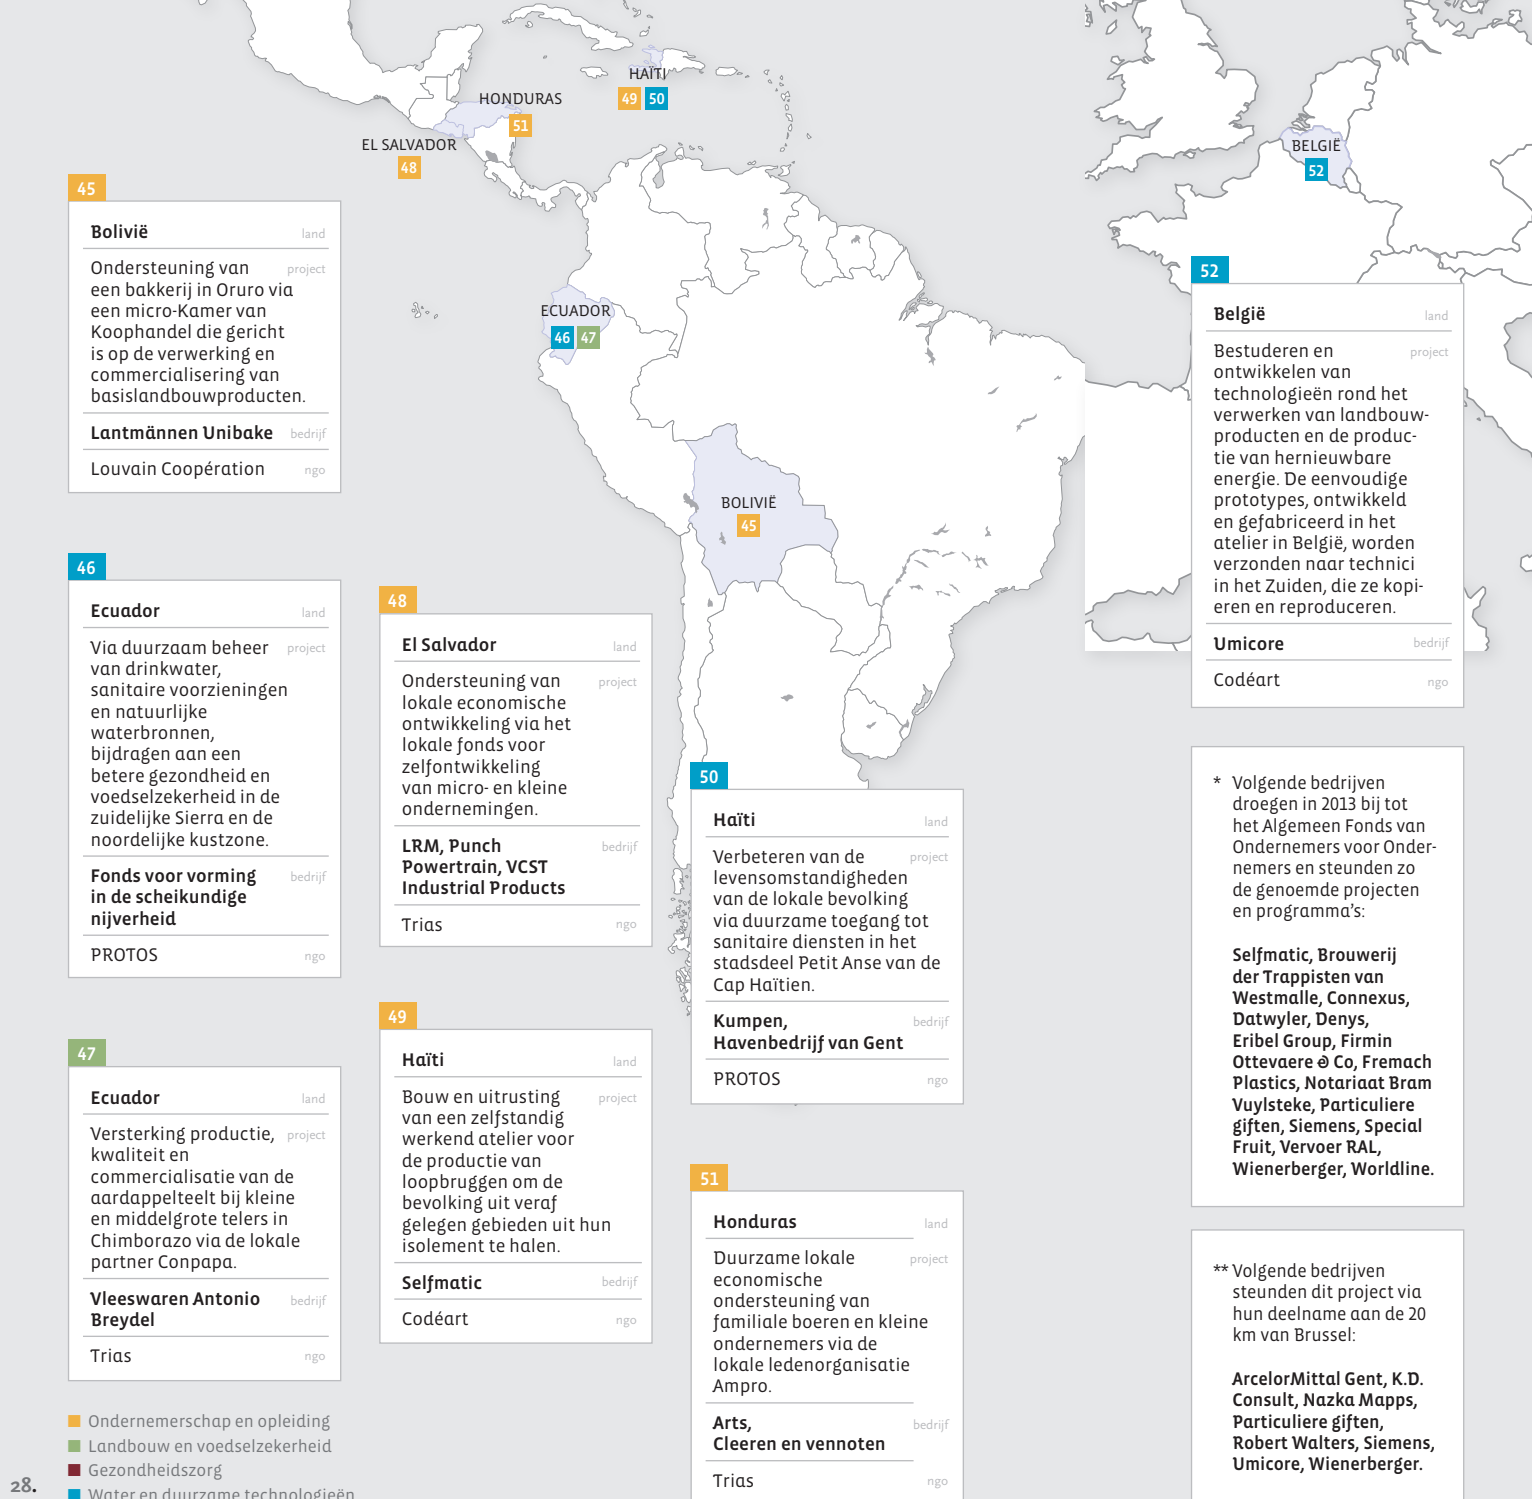 HAÏTI
49 50
HONDURAS
51
EL SALVADOR
48
BELGIË
52
ECUADOR
46 47
BOLIVIË
45
45
Bolivië land
Ondersteuning van project
een bakkerij in Oruro via
een micro-Kamer van
Koophandel die gericht
is op de verwerking en
commercialisering van
basislandbouwproducten.
Lantmännen Unibake bedrijf
Louvain Coopération ngo
46
Ecuador land
Via duurzaam beheer project
van drinkwater,
sanitaire voorzieningen
en natuurlijke
waterbronnen,
bijdragen aan een
betere gezondheid en
voedselzekerheid in de
zuidelijke Sierra en de
noordelijke kustzone.
Fonds voor vorming bedrijf
in de scheikundige
nijverheid
PROTOS ngo
47
Ecuador land
Versterking productie, project
kwaliteit en
commercialisatie van de
aardappelteelt bij kleine
en middelgrote telers in
Chimborazo via de lokale
partner Conpapa.
Vleeswaren Antonio bedrijf
Breydel
Trias ngo
48
El Salvador land
Ondersteuning van project
lokale economische
ontwikkeling via het
lokale fonds voor
zelfontwikkeling
van micro- en kleine
ondernemingen.
LRM, Punch bedrijf
Powertrain, VCST
Industrial Products
Trias ngo
49
Haïti land
Bouw en uitrusting project
van een zelfstandig
werkend atelier voor
de productie van
loopbruggen om de
bevolking uit veraf
gelegen gebieden uit hun
isolement te halen.
Selfmatic bedrijf
Codéart ngo
50
Haïti land
Verbeteren van de project
levensomstandigheden
van de lokale bevolking
via duurzame toegang tot
sanitaire diensten in het
stadsdeel Petit Anse van de
Cap Haïtien.
Kumpen, bedrijf
Havenbedrijf van Gent
PROTOS ngo
51
Honduras land
Duurzame lokale project
economische
ondersteuning van
familiale boeren en kleine
ondernemers via de
lokale ledenorganisatie
Ampro.
Arts, bedrijf
Cleeren en vennoten
Trias ngo
52
België land
Bestuderen en project
ontwikkelen van
technologieën rond het
verwerken van landbouw-
producten en de produc-
tie van hernieuwbare
energie. De eenvoudige
prototypes, ontwikkeld
en gefabriceerd in het
atelier in België, worden
verzonden naar technici
in het Zuiden, die ze kopi-
eren en reproduceren.
Umicore bedrijf
Codéart ngo
* Volgende bedrijven
droegen in 2013 bij tot
het Algemeen Fonds van
Ondernemers voor Onder-
nemers en steunden zo
de genoemde projecten
en programma's:
Selfmatic, Brouwerij
der Trappisten van
Westmalle, Connexus,
Datwyler, Denys,
Eribel Group, Firmin
Ottevaere & Co, Fremach
Plastics, Notariaat Bram
Vuylsteke, Particuliere
giften, Siemens, Special
Fruit, Vervoer RAL,
Wienerberger, Worldline.
** Volgende bedrijven
steunden dit project via
hun deelname aan de 20
km van Brussel:
ArcelorMittal Gent, K.D.
Consult, Nazka Mapps,
Particuliere giften,
Robert Walters, Siemens,
Umicore, Wienerberger.
Ondernemerschap en opleiding
Landbouw en voedselzekerheid
Gezondheidszorg
Water en duurzame technologieën
28.